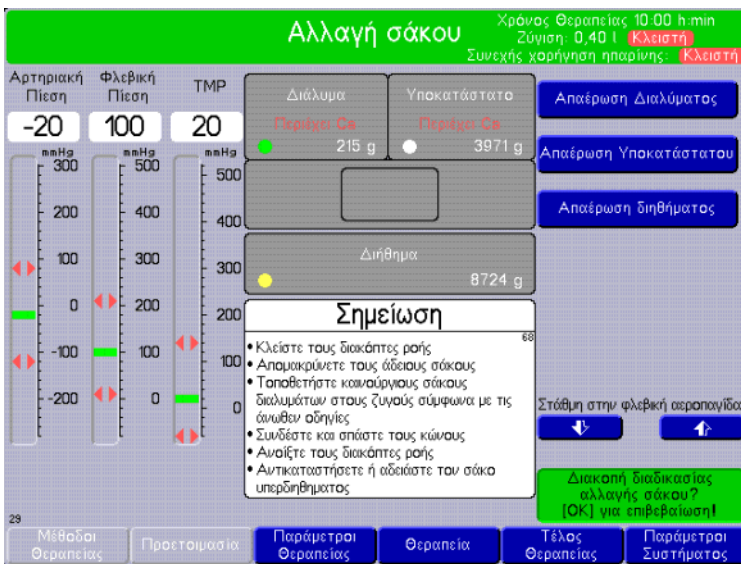 Αλλαγή σάκου
Χρόνος Θεραπείας 10:00 h:min
Ζύγιση: 0,40 l Κλειστή
Συνεχής χορήγηση ηπαρίνης: Κλειστή
Αρτηριακή Πίεση
Φλεβική Πίεση
TMP
-20 100 20
mmHg mmHg mmHg
300 500 500
200 400 400
100 300 300
0 200 200
-100 100 100
-200 0 0
Διάλυμα
Περιέχει Ca
215 g
Υποκατάστατο
Περιέχει Ca
3971 g
Διήθημα
8724 g
Σημείωση
68
• Κλείστε τους διακόπτες ροής
• Απομακρύνετε τους άδειους σάκους
• Τοποθετήστε καινούργιους σάκους
διαλυμάτων στους ζυγούς σύμφωνα με τις
άνωθεν οδηγίες
• Συνδέστε και σπάστε τους κώνους
• Ανοίξτε τους διακόπτες ροής
• Αντικαταστήσετε ή αδειάστε τον σάκο
υπερδιηθηματος
Απαέρωση Διαλύματος
Απαέρωση Υποκατάστατου
Απαέρωση διηθήματος
Στάθμη στην φλεβική αεροπαγίδα
Διακοπή διαδικασίας
αλλαγής σάκου?
[OK] για επιβεβαίωση!
29
Μέθοδοι Θεραπείας
Προετοιμασία
Παράμετροι Θεραπείας
Θεραπεία
Τέλος Θεραπείας
Παράμετροι Συστήματος